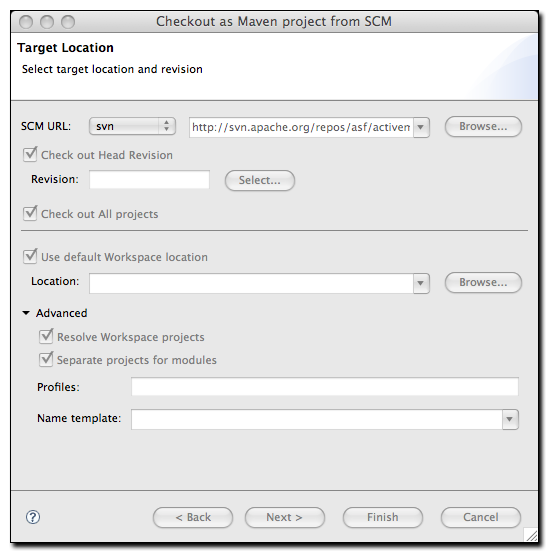 Checkout as Maven project from SCM
Target Location
Select target location and revision
SCM URL: svn http://svn.apache.org/repos/asf/activem Browse...
Check out Head Revision
Revision: Select...
Check out All projects
Use default Workspace location
Location: Browse...
Advanced
Resolve Workspace projects
Separate projects for modules
Profiles:
Name template:
? < Back Next > Finish Cancel